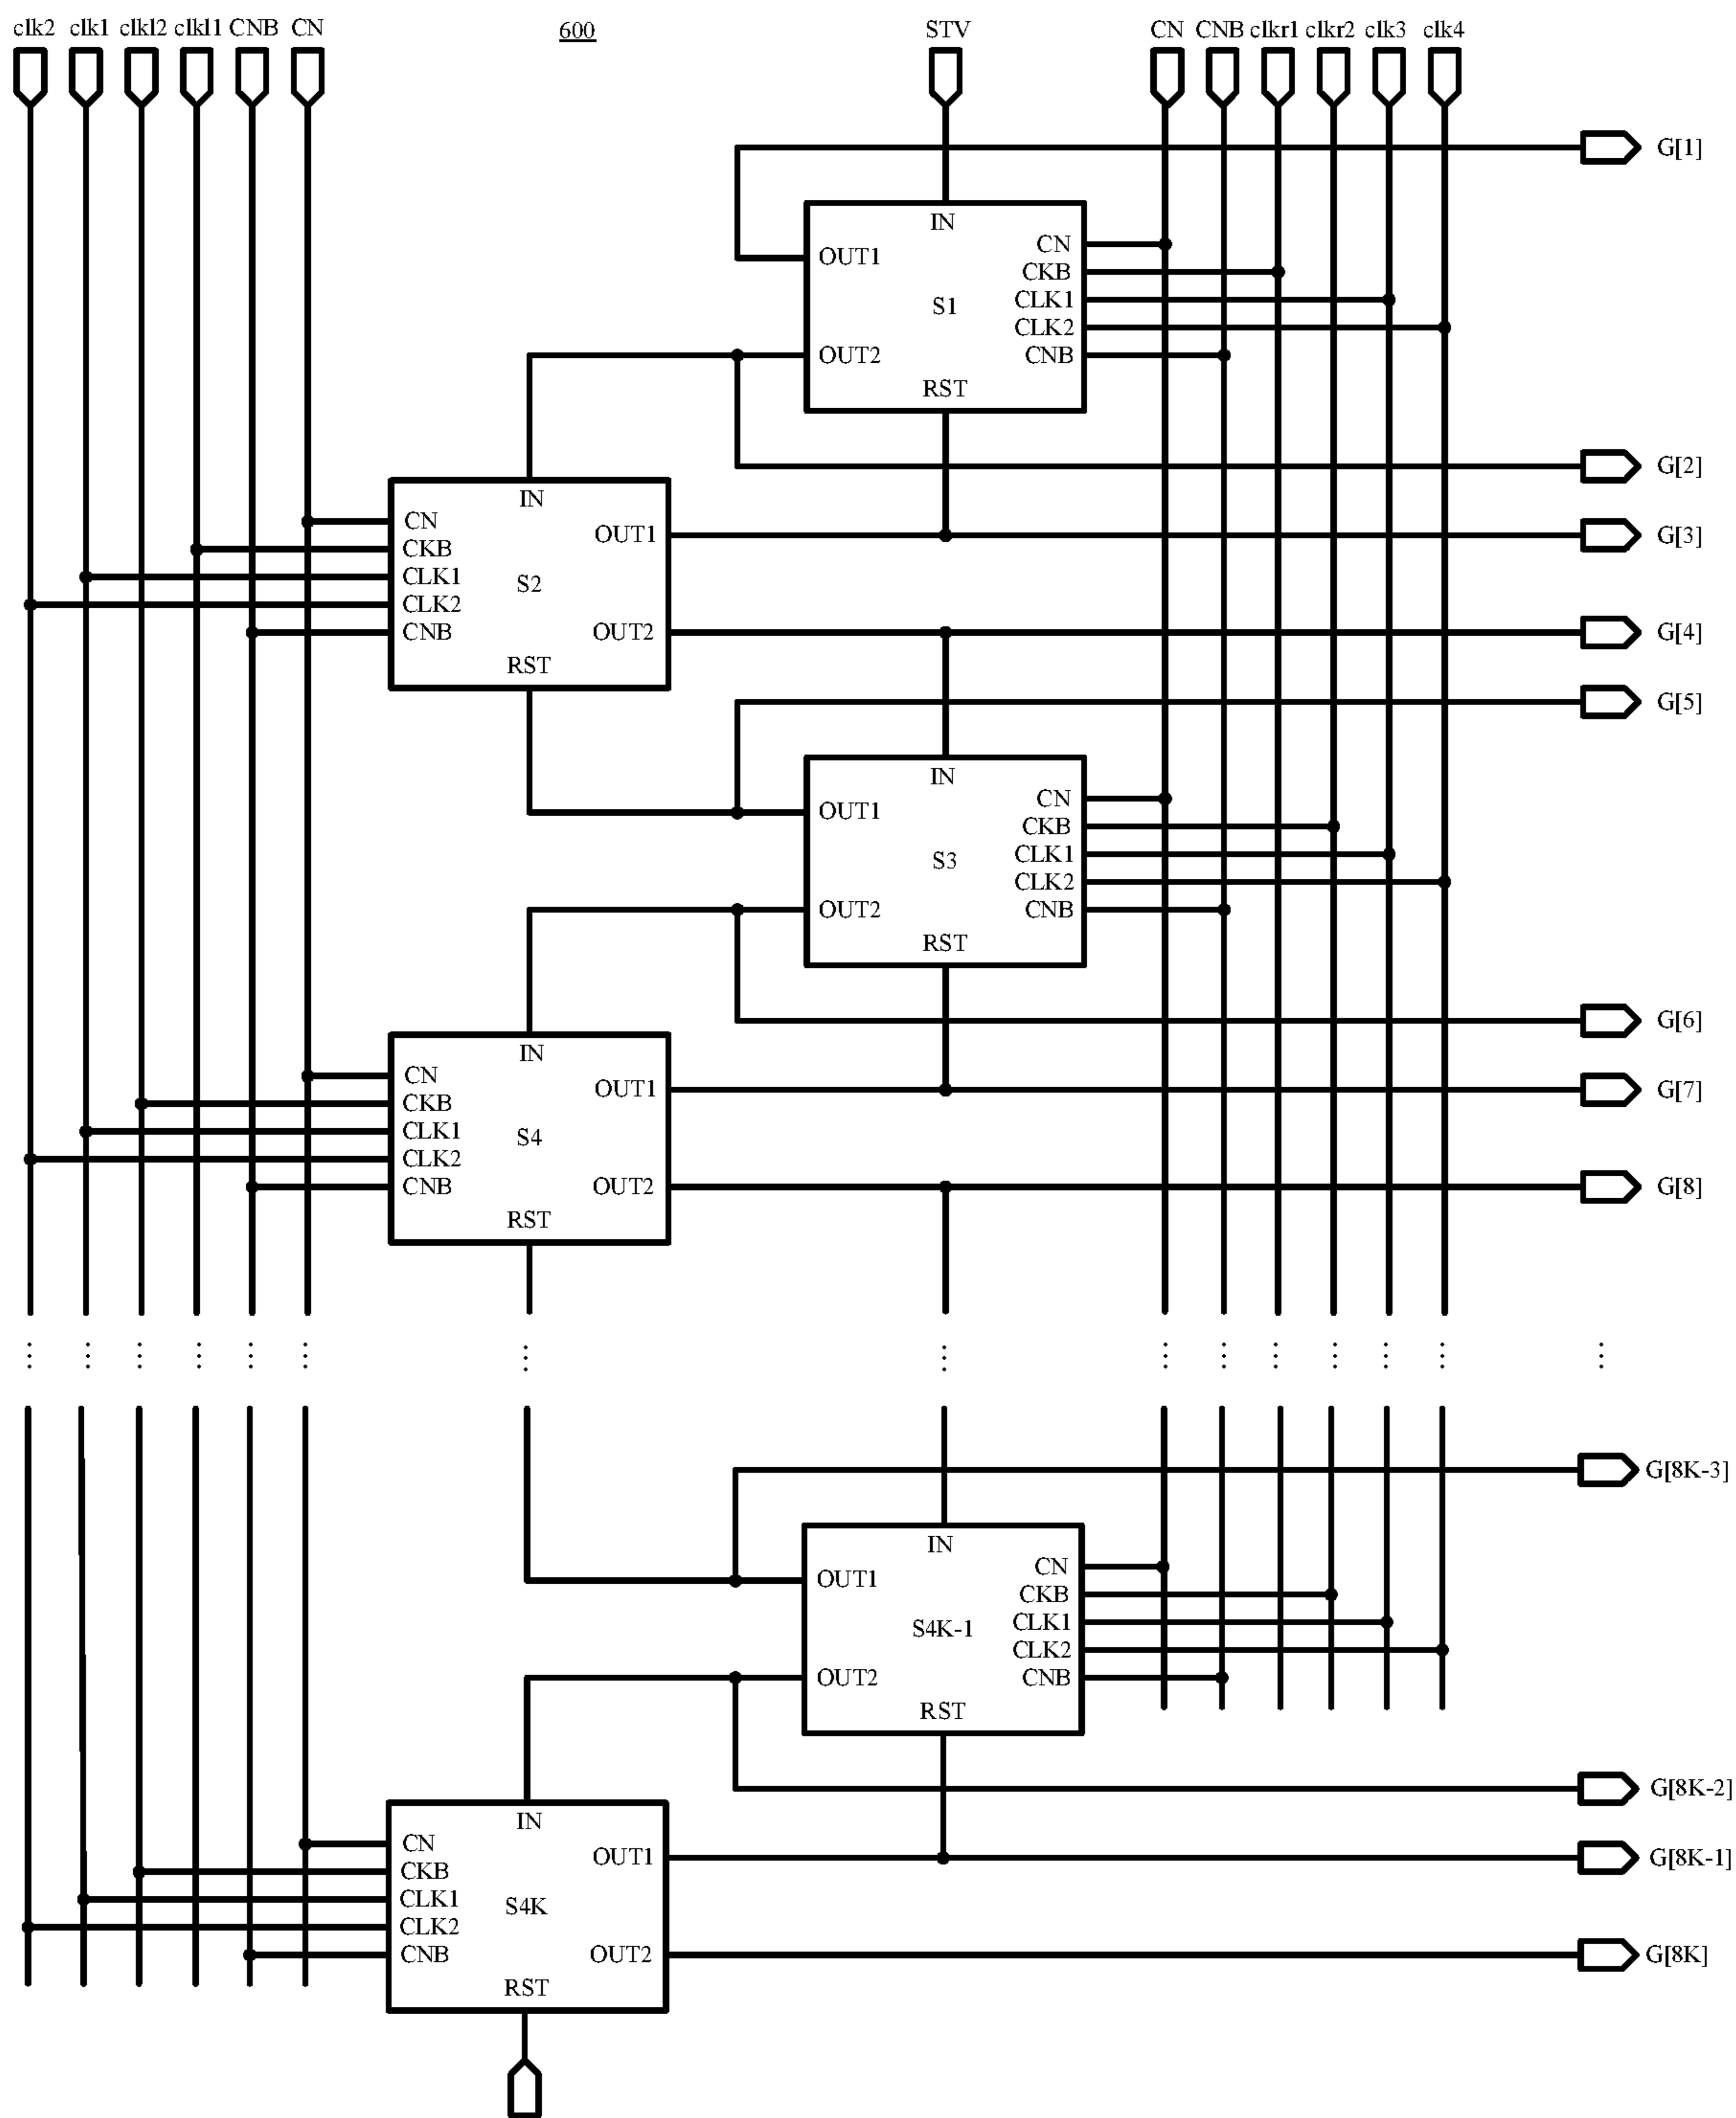 clk2 clk1 clkl2 clkl1 CNB CN 600 STV CN CNB clkr1 clkr2 clk3 clk4
G[1]
IN
OUT1
CN
CKB
CLK1
CLK2
CNB
S1
OUT2
RST
G[2]
IN
CN
CKB
CLK1
CLK2
CNB
S2
OUT1
OUT2
RST
G[3]
G[4]
G[5]
IN
OUT1
CN
CKB
CLK1
CLK2
CNB
S3
OUT2
RST
G[6]
IN
CN
CKB
CLK1
CLK2
CNB
S4
OUT1
OUT2
RST
G[7]
G[8]
G[8K-3]
IN
OUT1
CN
CKB
CLK1
CLK2
CNB
S4K-1
OUT2
RST
G[8K-2]
IN
CN
CKB
CLK1
CLK2
CNB
S4K
OUT1
OUT2
RST
G[8K-1]
G[8K]